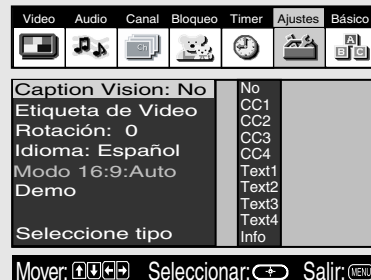 Video Audio Canal Bloqueo Timer Ajustes Básico
Ch
A
B C
Caption Vision: No
Etiqueta de Video
Rotación: 0
Idioma: Español
Modo 16:9:Auto
Demo
Seleccione tipo
No
CC1
CC2
CC3
CC4
Text1
Text2
Text3
Text4
Info
Mover: Seleccionar: Salir: MENU